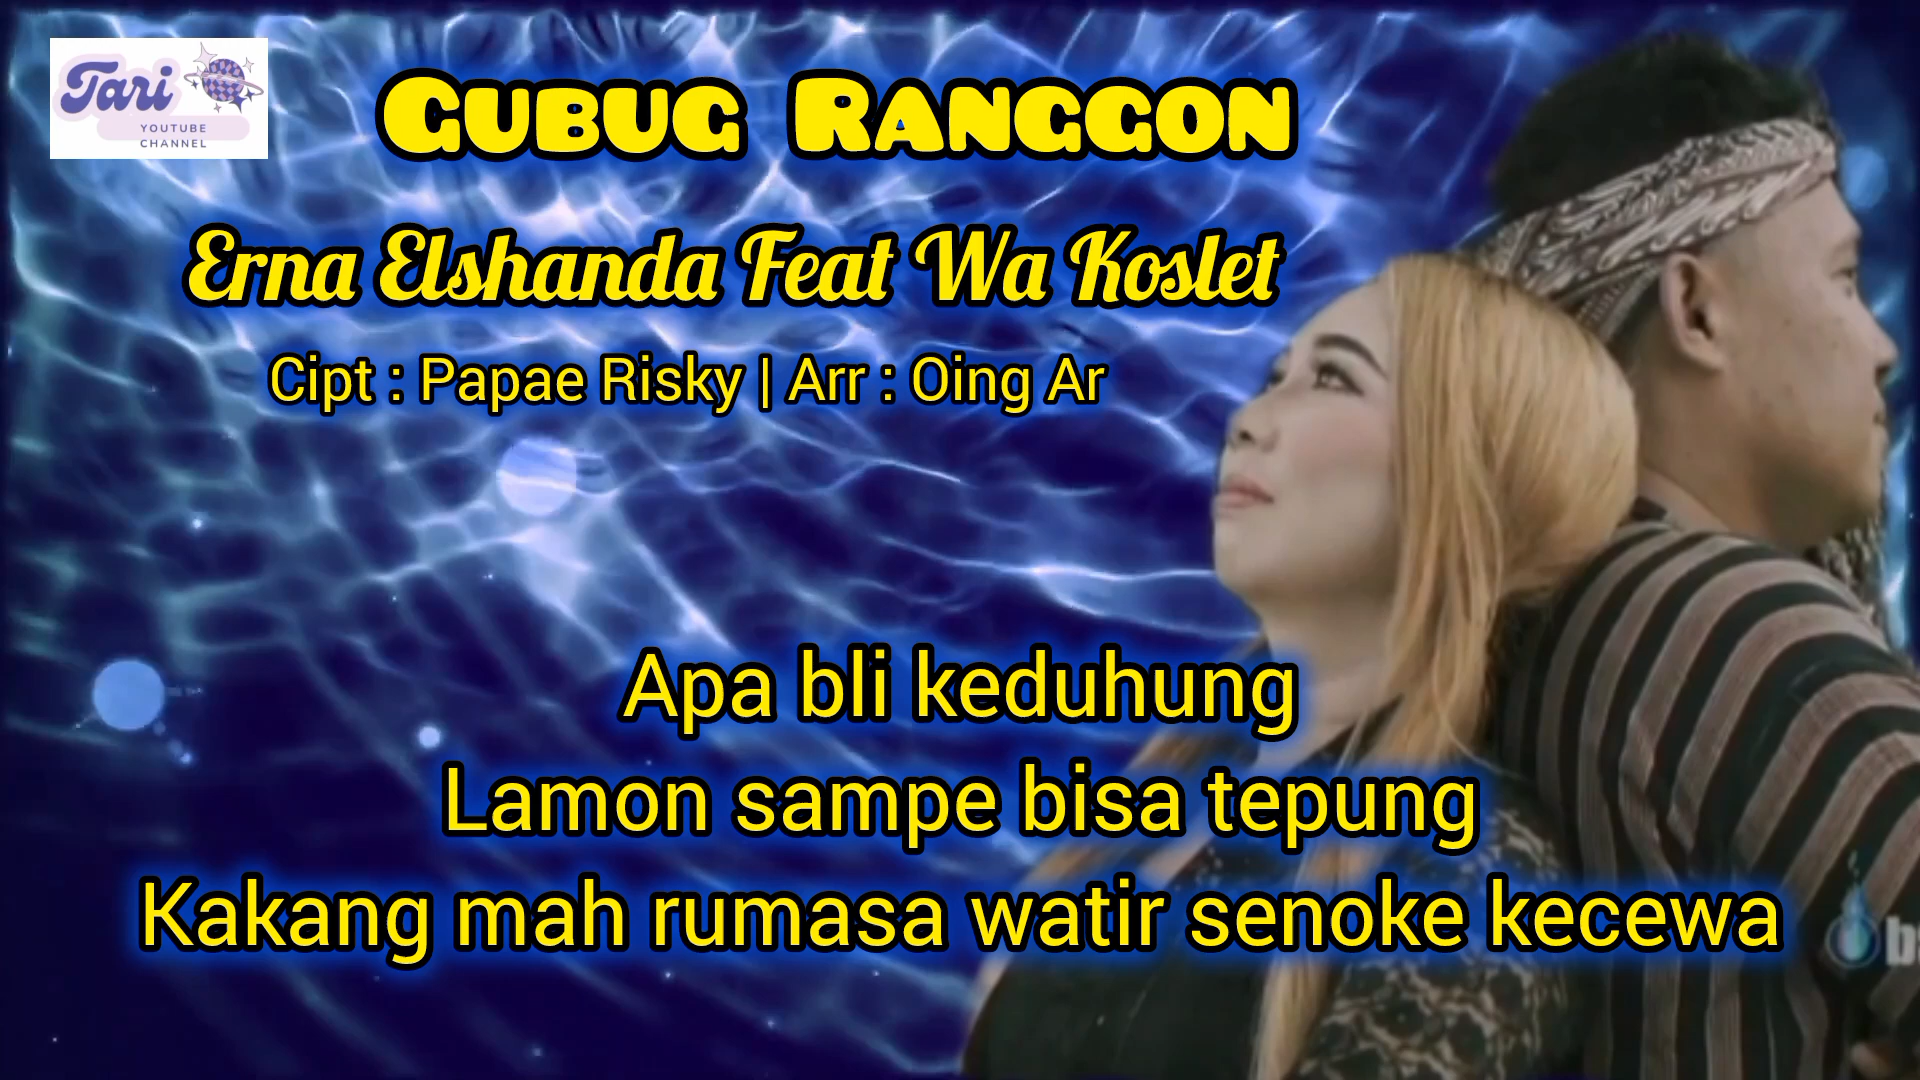 Tari
YOUTUBE
CHANNEL
GUBUG RANGGON
Erna Elshanda Feat Wa Koslet
Cipt : Papae Risky | Arr : Oing Ar
Apa bli keduhung
Lamon sampe bisa tepung
Kakang mah rumasa watir senoke kecewa